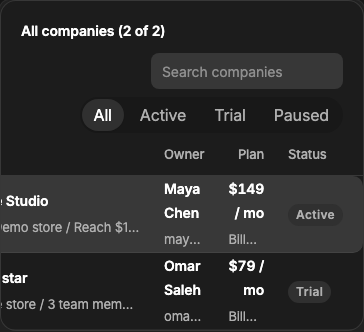 All companies (2 of 2)
Search companies
All Active Trial Paused
Owner Plan Status
Studio
Maya Chen
$149 / mo
Active
emo store / Reach $1...
may...
Bill...
star
Omar Saleh
$79 / mo
Trial
store / 3 team mem...
oma...
Bill...